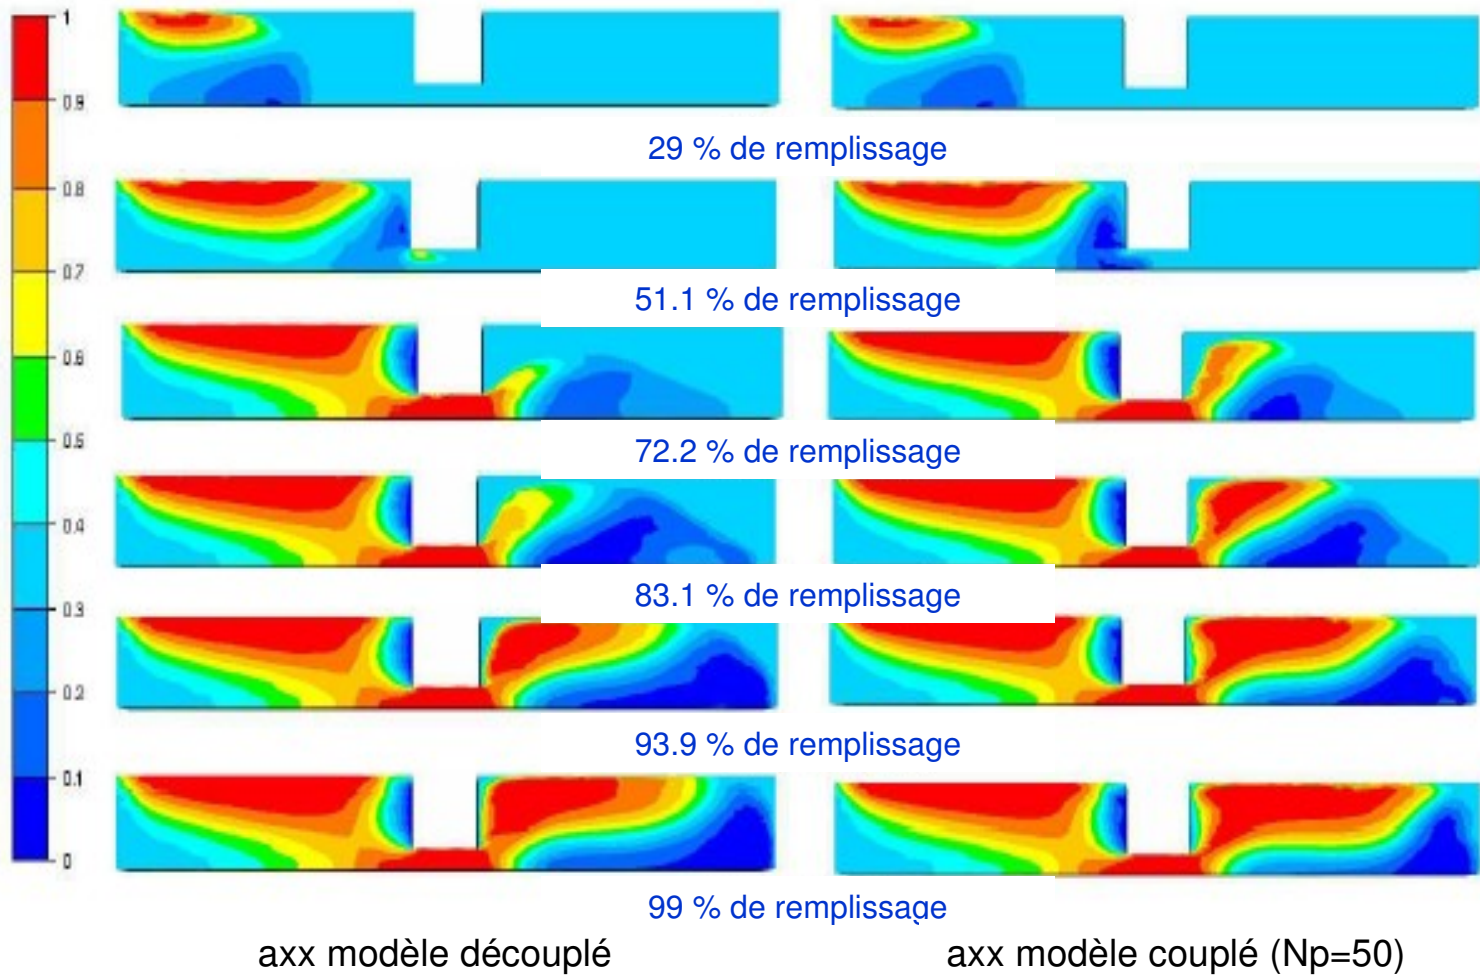 1
0.9
0.8
0.7
0.6
0.5
0.4
0.3
0.2
0.1
0
29 % de remplissage
51.1 % de remplissage
72.2 % de remplissage
83.1 % de remplissage
93.9 % de remplissage
99 % de remplissage
axx modèle découplé
axx modèle couplé (Np=50)